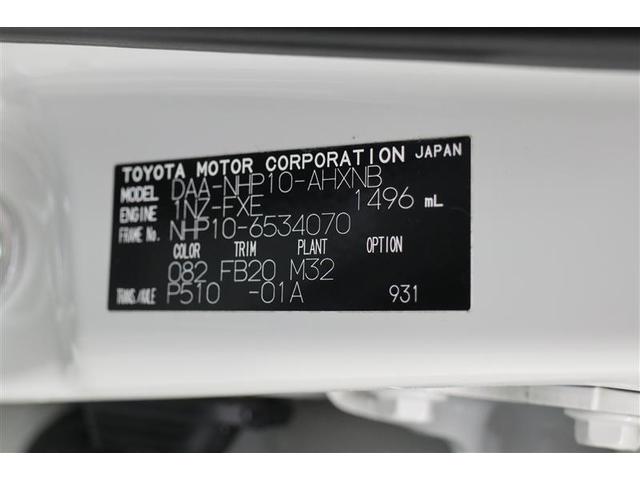 TOYOTA MOTOR CORPORATION JAPAN
MODEL DAA-NHP10-AHXNB
ENGINE 1NZ-FXE 1496 mL
FRAME No. NHP10-6534070
COLOR TRIM PLANT OPTION
082 FB20 M32
TRANS/AXLE P510 -01A 931